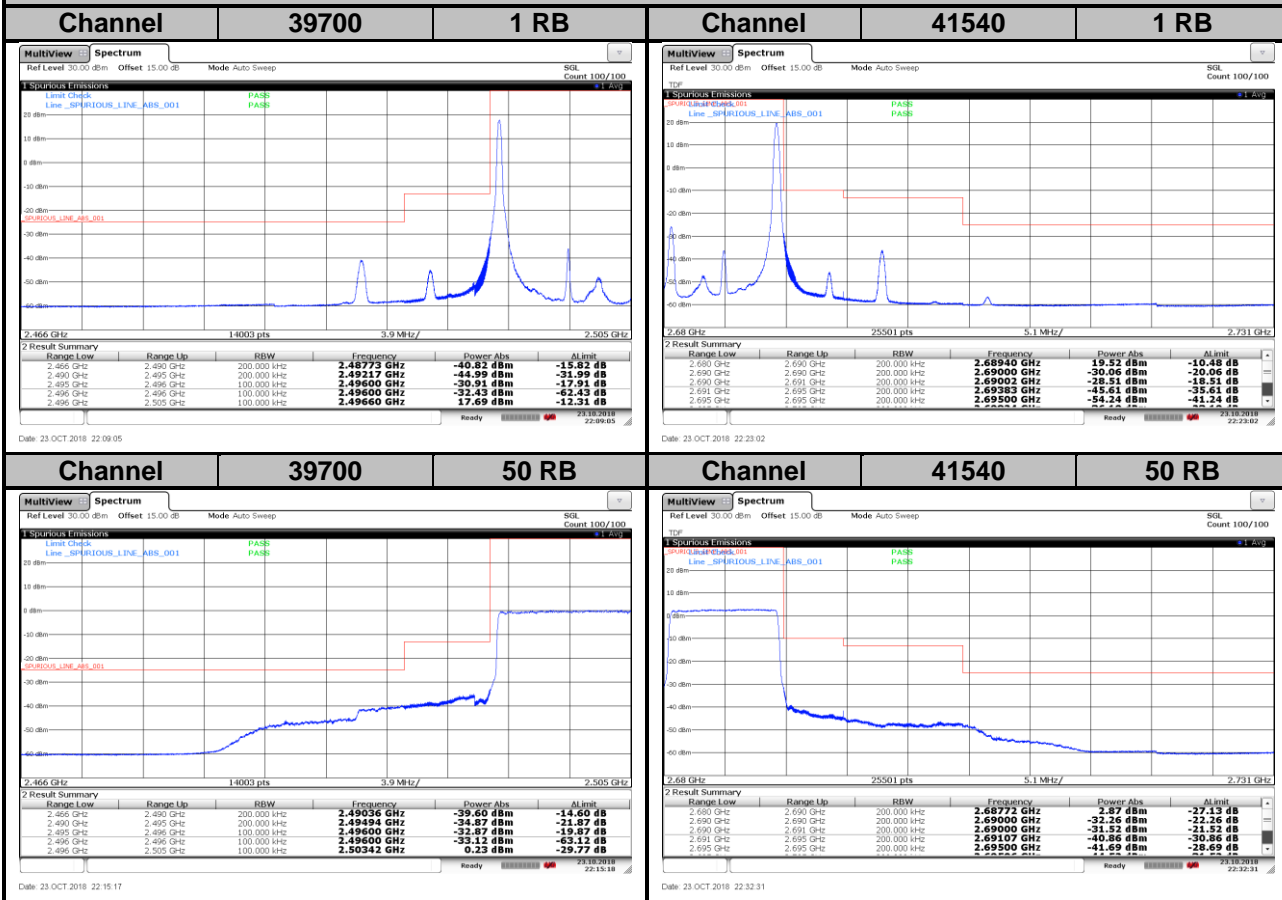 Channel 39700 1 RB
MultiView Spectrum
Ref Level 30.00 dBm Offset 15.00 dB Mode Auto Sweep SGL
Count 100/100
1 Spurious Emissions 1 Avg
Limit Check PASS
Line _SPURIOUS_LINE_ABS_001 PASS
20 dBm
10 dBm
0 dBm
-10 dBm
-20 dBm
_SPURIOUS_LINE_ABS_001
-30 dBm
-40 dBm
-50 dBm
-60 dBm
2.466 GHz 14003 pts 3.9 MHz/ 2.505 GHz
2 Result Summary
Range Low Range Up RBW Frequency Power Abs ΔLimit
2.466 GHz 2.490 GHz 200.000 kHz 2.48773 GHz -40.82 dBm -15.82 dB
2.490 GHz 2.495 GHz 200.000 kHz 2.49217 GHz -44.99 dBm -31.99 dB
2.495 GHz 2.496 GHz 100.000 kHz 2.49600 GHz -30.91 dBm -17.91 dB
2.496 GHz 2.496 GHz 100.000 kHz 2.49600 GHz -32.43 dBm -62.43 dB
2.496 GHz 2.505 GHz 100.000 kHz 2.49660 GHz 17.69 dBm -12.31 dB
Ready 23.10.2018
22:09:05
Date: 23.OCT.2018 22:09:05
Channel 41540 1 RB
MultiView Spectrum
Ref Level 30.00 dBm Offset 15.00 dB Mode Auto Sweep SGL
Count 100/100
TDF
1 Spurious Emissions 1 Avg
Limit Check PASS
Line _SPURIOUS_LINE_ABS_001 PASS
20 dBm
10 dBm
0 dBm
-10 dBm
-20 dBm
-30 dBm
-40 dBm
-50 dBm
-60 dBm
2.68 GHz 25501 pts 5.1 MHz/ 2.731 GHz
2 Result Summary
Range Low Range Up RBW Frequency Power Abs ΔLimit
2.680 GHz 2.690 GHz 200.000 kHz 2.68940 GHz 19.52 dBm -10.48 dB
2.690 GHz 2.690 GHz 200.000 kHz 2.69000 GHz -30.06 dBm -20.06 dB
2.690 GHz 2.691 GHz 200.000 kHz 2.69002 GHz -28.51 dBm -18.51 dB
2.691 GHz 2.695 GHz 200.000 kHz 2.69383 GHz -45.61 dBm -35.61 dB
2.695 GHz 2.695 GHz 200.000 kHz 2.69500 GHz -54.24 dBm -41.24 dB
Ready 23.10.2018
22:23:02
Date: 23.OCT.2018 22:23:02
Channel 39700 50 RB
MultiView Spectrum
Ref Level 30.00 dBm Offset 15.00 dB Mode Auto Sweep SGL
Count 100/100
1 Spurious Emissions 1 Avg
Limit Check PASS
Line _SPURIOUS_LINE_ABS_001 PASS
20 dBm
10 dBm
0 dBm
-10 dBm
-20 dBm
_SPURIOUS_LINE_ABS_001
-30 dBm
-40 dBm
-50 dBm
-60 dBm
2.466 GHz 14003 pts 3.9 MHz/ 2.505 GHz
2 Result Summary
Range Low Range Up RBW Frequency Power Abs ΔLimit
2.466 GHz 2.490 GHz 200.000 kHz 2.49036 GHz -39.60 dBm -14.60 dB
2.490 GHz 2.495 GHz 200.000 kHz 2.49494 GHz -34.87 dBm -21.87 dB
2.495 GHz 2.496 GHz 100.000 kHz 2.49600 GHz -32.87 dBm -19.87 dB
2.496 GHz 2.496 GHz 100.000 kHz 2.49600 GHz -33.12 dBm -63.12 dB
2.496 GHz 2.505 GHz 100.000 kHz 2.50342 GHz 0.23 dBm -29.77 dB
Ready 23.10.2018
22:15:18
Date: 23.OCT.2018 22:15:17
Channel 41540 50 RB
MultiView Spectrum
Ref Level 30.00 dBm Offset 15.00 dB Mode Auto Sweep SGL
Count 100/100
TDF
1 Spurious Emissions 1 Avg
Limit Check PASS
Line _SPURIOUS_LINE_ABS_001 PASS
20 dBm
10 dBm
0 dBm
-10 dBm
-20 dBm
-30 dBm
-40 dBm
-50 dBm
-60 dBm
2.68 GHz 25501 pts 5.1 MHz/ 2.731 GHz
2 Result Summary
Range Low Range Up RBW Frequency Power Abs ΔLimit
2.680 GHz 2.690 GHz 200.000 kHz 2.68772 GHz 2.87 dBm -27.13 dB
2.690 GHz 2.690 GHz 200.000 kHz 2.69000 GHz -32.26 dBm -22.26 dB
2.690 GHz 2.691 GHz 200.000 kHz 2.69000 GHz -31.52 dBm -21.52 dB
2.691 GHz 2.695 GHz 200.000 kHz 2.69107 GHz -40.86 dBm -30.86 dB
2.695 GHz 2.695 GHz 200.000 kHz 2.69500 GHz -41.69 dBm -28.69 dB
Ready 23.10.2018
22:32:31
Date: 23.OCT.2018 22:32:31